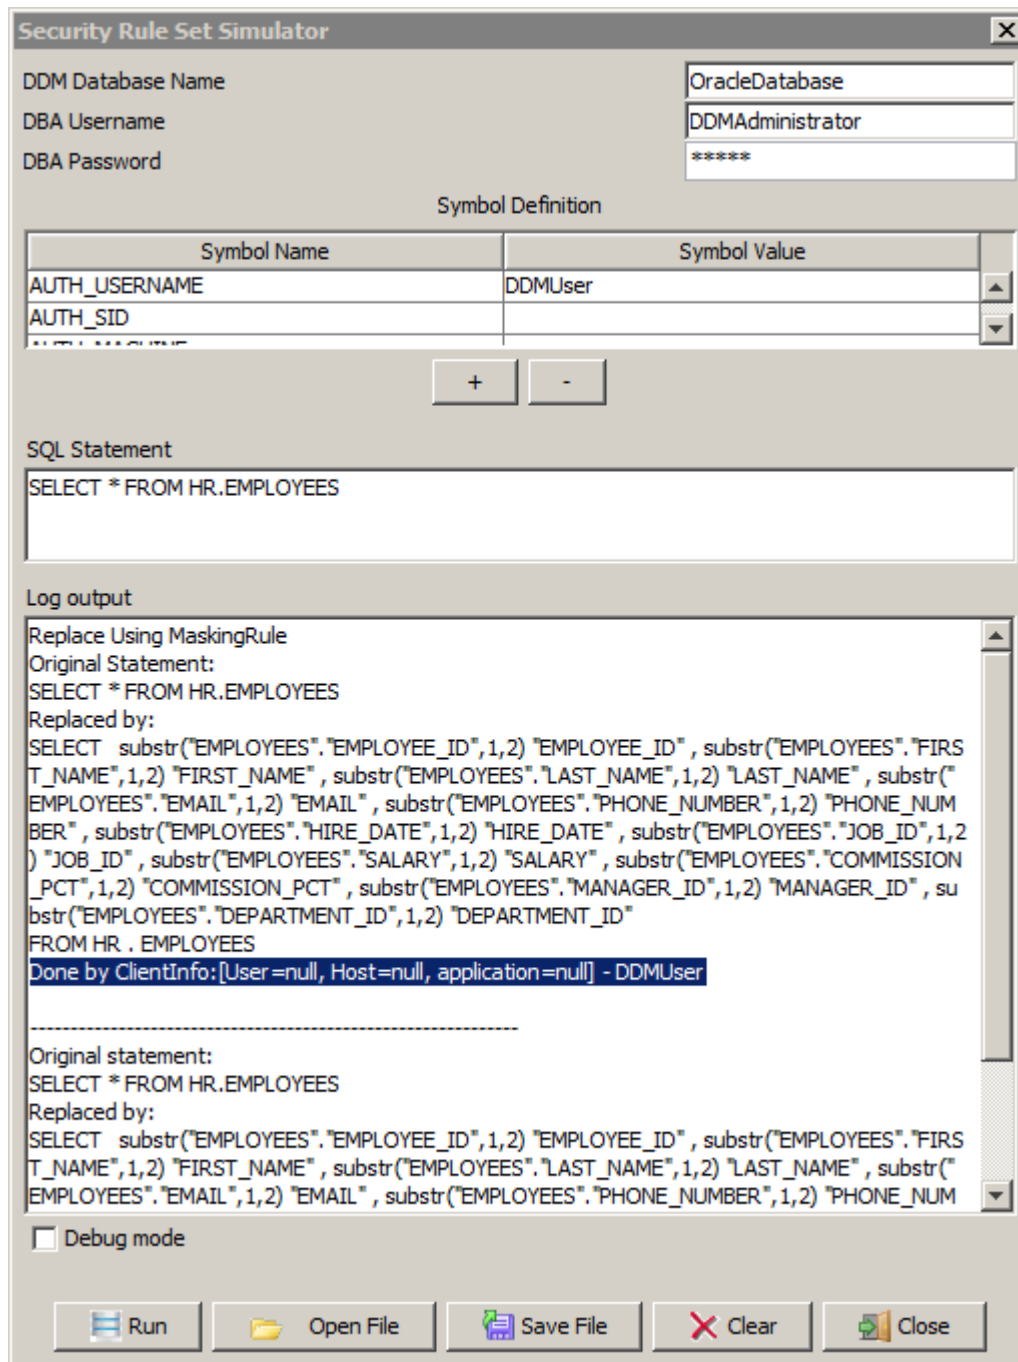 Security Rule Set Simulator
DDM Database Name OracleDatabase
DBA Username DDMAdministrator
DBA Password *****
Symbol Definition
Symbol Name Symbol Value
AUTH_USERNAME DDMUser
AUTH_SID
AUTH_MACHINE
+ -
SQL Statement
SELECT * FROM HR.EMPLOYEES
Log output
Replace Using MaskingRule
Original Statement:
SELECT * FROM HR.EMPLOYEES
Replaced by:
SELECT   substr("EMPLOYEES"."EMPLOYEE_ID",1,2) "EMPLOYEE_ID" , substr("EMPLOYEES"."FIRS
T_NAME",1,2) "FIRST_NAME" , substr("EMPLOYEES"."LAST_NAME",1,2) "LAST_NAME" , substr("
EMPLOYEES"."EMAIL",1,2) "EMAIL" , substr("EMPLOYEES"."PHONE_NUMBER",1,2) "PHONE_NUM
BER" , substr("EMPLOYEES"."HIRE_DATE",1,2) "HIRE_DATE" , substr("EMPLOYEES"."JOB_ID",1,2
) "JOB_ID" , substr("EMPLOYEES"."SALARY",1,2) "SALARY" , substr("EMPLOYEES"."COMMISSION
_PCT",1,2) "COMMISSION_PCT" , substr("EMPLOYEES"."MANAGER_ID",1,2) "MANAGER_ID" , su
bstr("EMPLOYEES"."DEPARTMENT_ID",1,2) "DEPARTMENT_ID"
FROM HR . EMPLOYEES
Done by ClientInfo:[User=null, Host=null, application=null] - DDMUser
-------------------------------------------------------------
Original statement:
SELECT * FROM HR.EMPLOYEES
Replaced by:
SELECT   substr("EMPLOYEES"."EMPLOYEE_ID",1,2) "EMPLOYEE_ID" , substr("EMPLOYEES"."FIRS
T_NAME",1,2) "FIRST_NAME" , substr("EMPLOYEES"."LAST_NAME",1,2) "LAST_NAME" , substr("
EMPLOYEES"."EMAIL",1,2) "EMAIL" , substr("EMPLOYEES"."PHONE_NUMBER",1,2) "PHONE_NUM
Debug mode
Run Open File Save File Clear Close